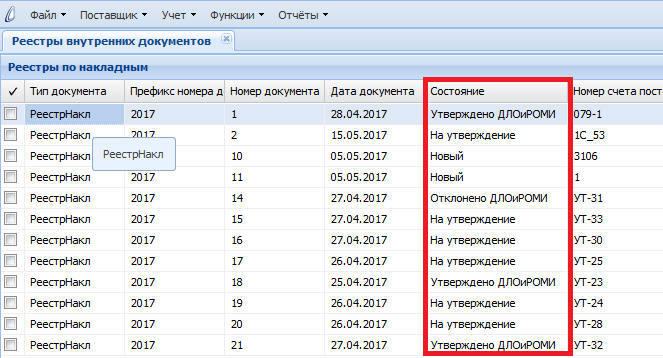 Файл Поставщик Учет Функции Отчёты
Реестры внутренних документов
Реестры по накладным
Тип документа Префикс номера д Номер документа Дата документа Состояние Номер счета пост
РеестрНакл 2017 1 28.04.2017 Утверждено ДЛОиРОМИ 079-1
РеестрНакл 2017 2 15.05.2017 На утверждение 1С_53
РеестрНакл
РеестрНакл 2017 10 05.05.2017 Новый 3106
РеестрНакл 2017 11 05.05.2017 Новый 1
РеестрНакл 2017 14 27.04.2017 Отклонено ДЛОиРОМИ УТ-31
РеестрНакл 2017 15 27.04.2017 На утверждение УТ-33
РеестрНакл 2017 16 27.04.2017 На утверждение УТ-30
РеестрНакл 2017 17 26.04.2017 На утверждение УТ-25
РеестрНакл 2017 18 25.04.2017 Утверждено ДЛОиРОМИ УТ-23
РеестрНакл 2017 19 26.04.2017 На утверждение УТ-24
РеестрНакл 2017 20 26.04.2017 На утверждение УТ-28
РеестрНакл 2017 21 27.04.2017 Утверждено ДЛОиРОМИ УТ-32